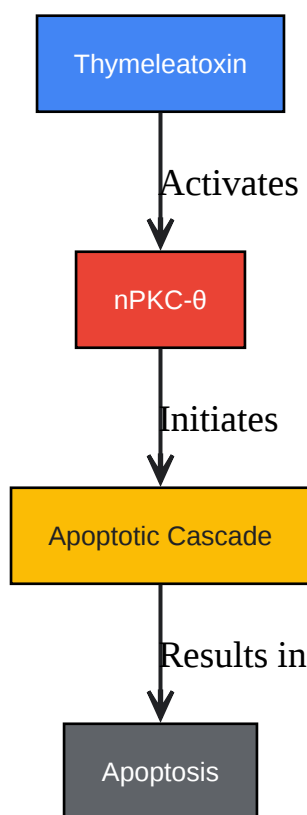 Thymeleatoxin
Activates
nPKC-θ
Initiates
Apoptotic Cascade
Results in
Apoptosis